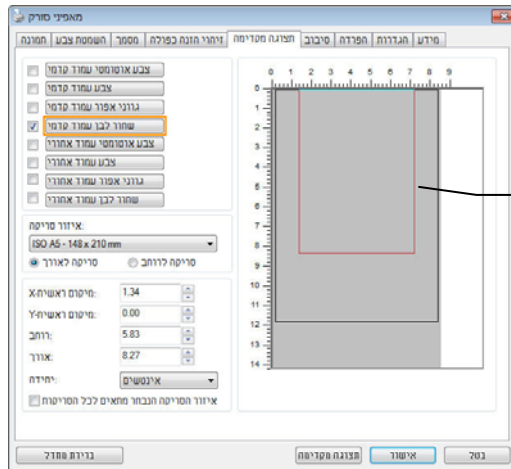 מאפיני סורק
מידע הגדרות הפרדה סיבוב תצוגה מקדימה זיהוי הזנה כפולה מסמך השמטת צבע תמונה
צבע אוטומטי עמוד קדמי
צבע עמוד קדמי
גרווני אפור עמוד קדמי
שחור לבן עמוד קדמי
צבע אוטומטי עמוד אחורי
צבע עמוד אחורי
גרווני אפור עמוד אחורי
שחור לבן עמוד אחורי
איזור סריקה:
ISO A5 - 148 x 210 mm
סריקה לאורך סריקה לרוחב
מיקום ראשית-X: 1.34
מיקום ראשית-Y: 0.00
רוחב: 5.83
אורך: 8.27
יחידה: אינטשים
איזור הסריקה הנבחר מתאים לכל הסריקות
0 1 2 3 4 5 6 7 8 9
0
1
2
3
4
5
6
7
8
9
10
11
12
13
14
ברירת מחדל תצוגה מקדימה אישור בטל